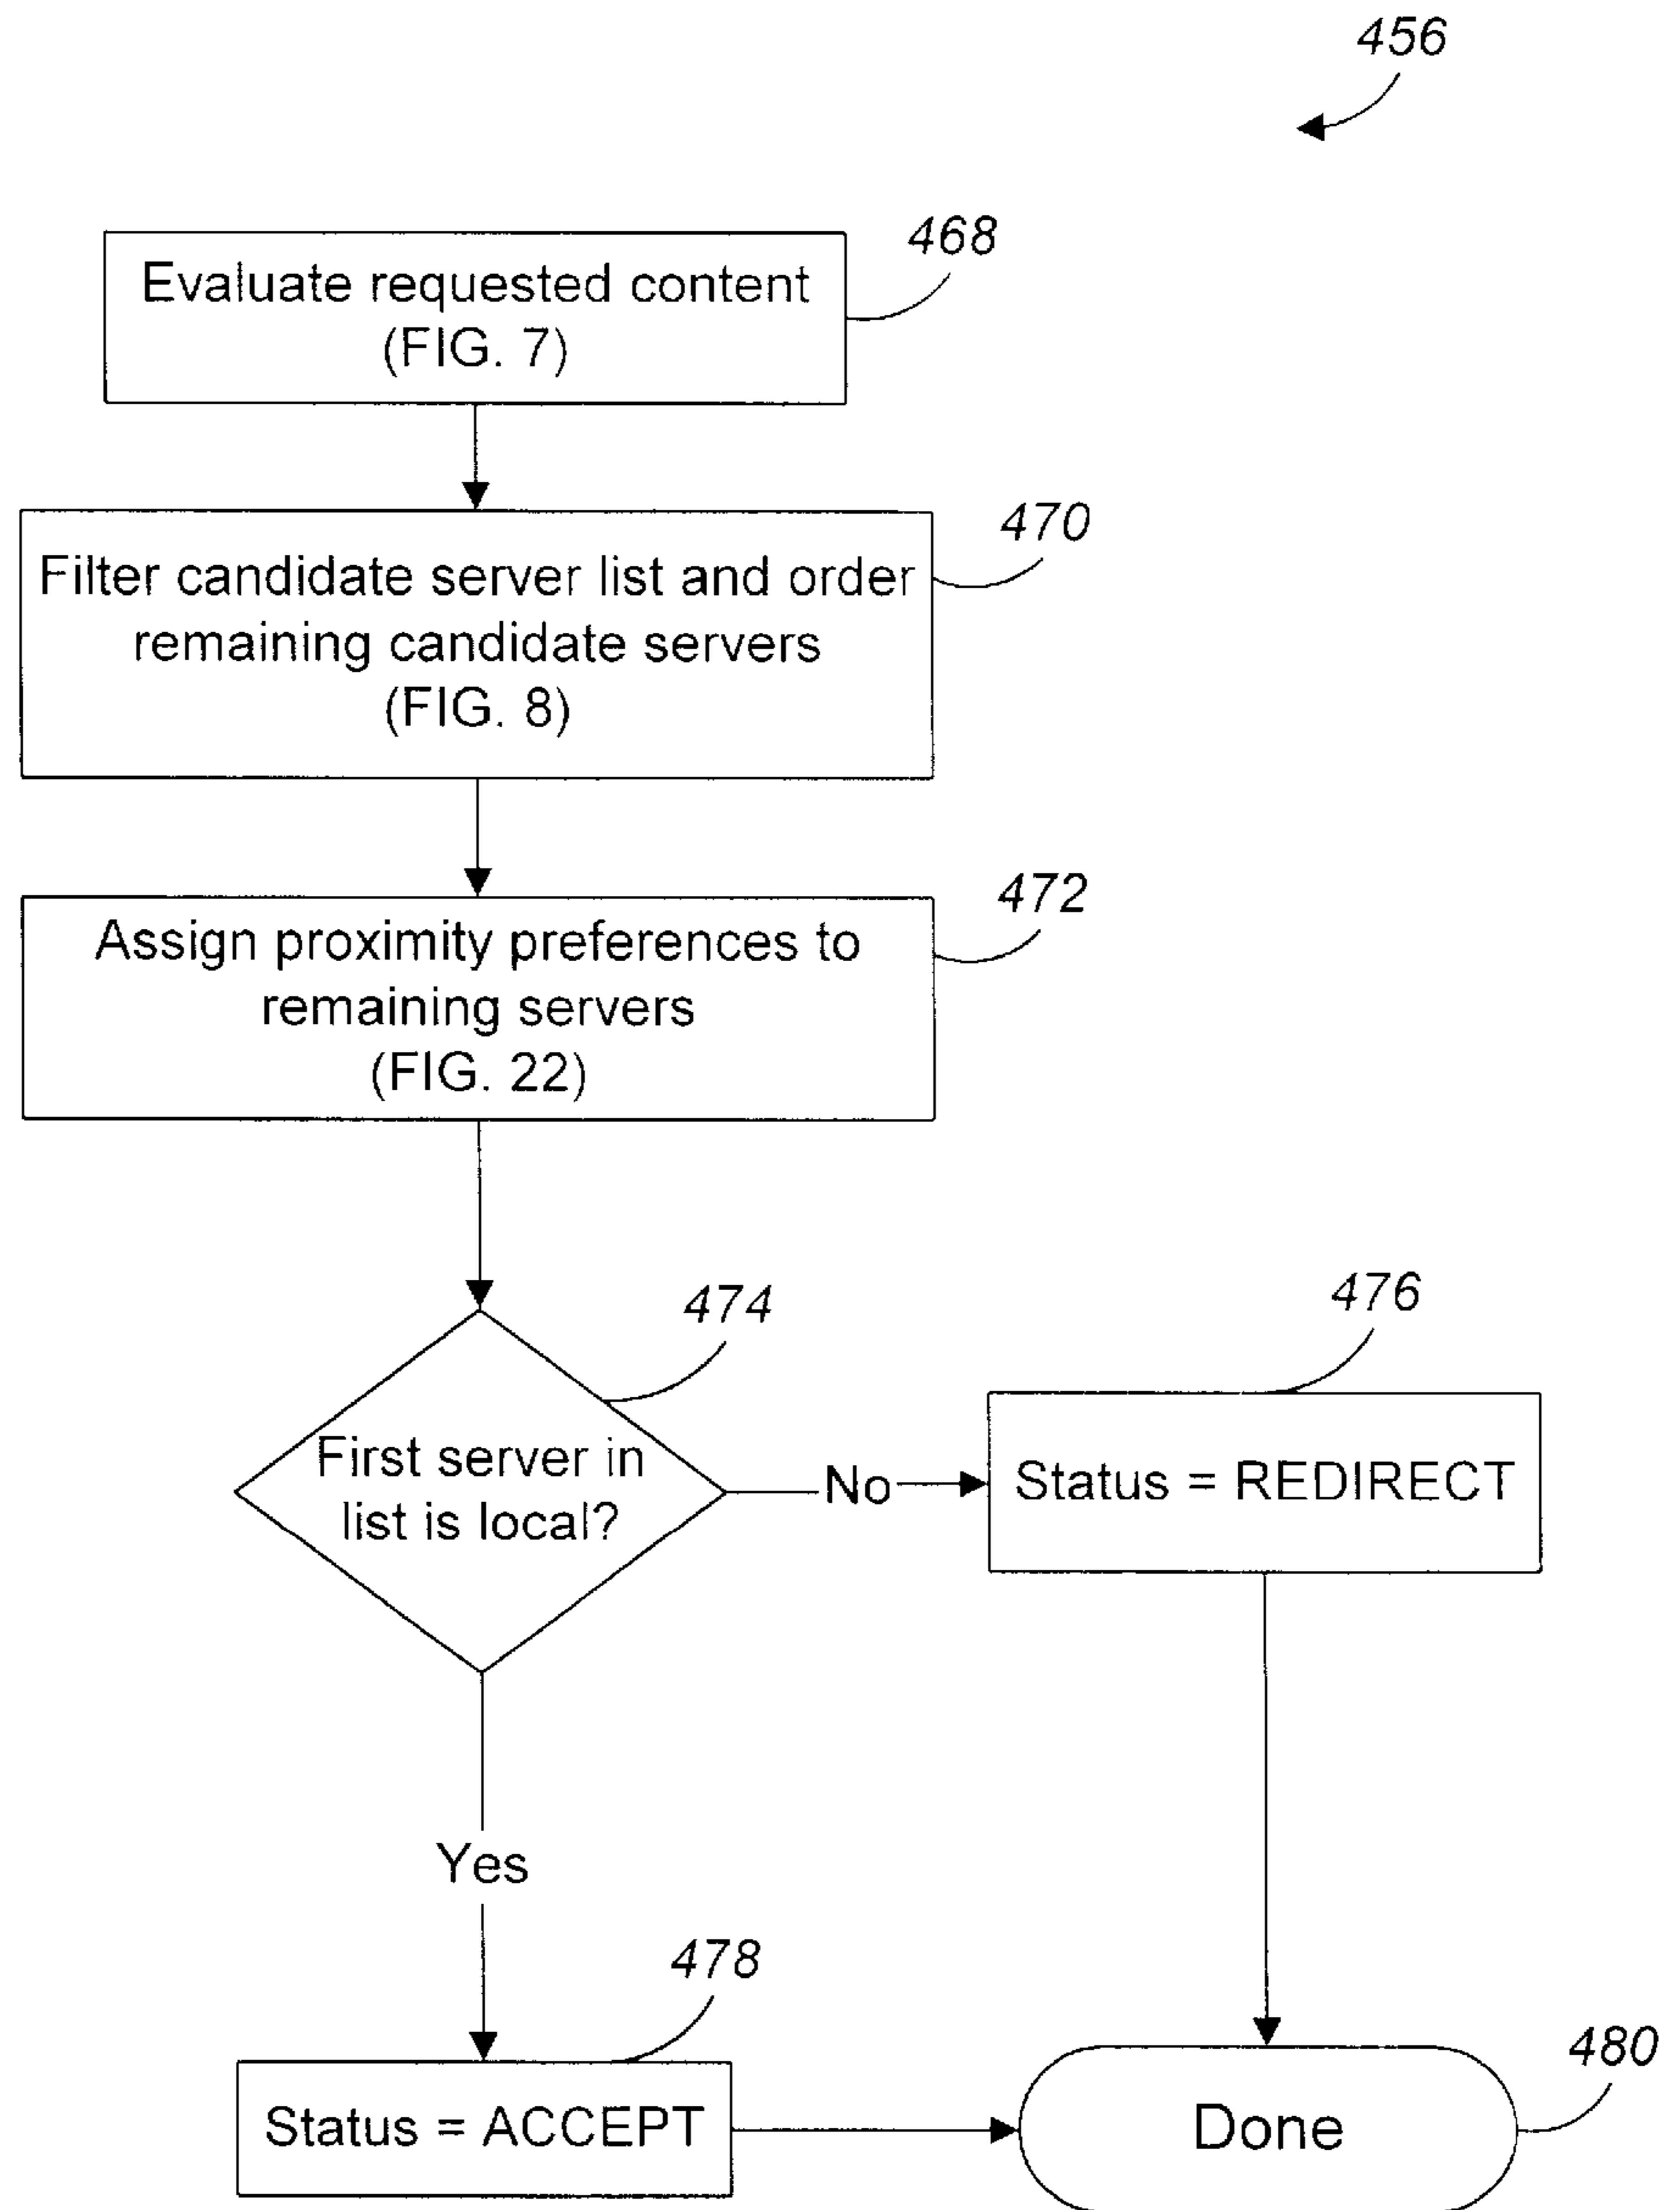 456
468
Evaluate requested content
(FIG. 7)
470
Filter candidate server list and order
remaining candidate servers
(FIG. 8)
472
Assign proximity preferences to
remaining servers
(FIG. 22)
474
First server in
list is local?
No
476
Status = REDIRECT
Yes
478
Status = ACCEPT
480
Done